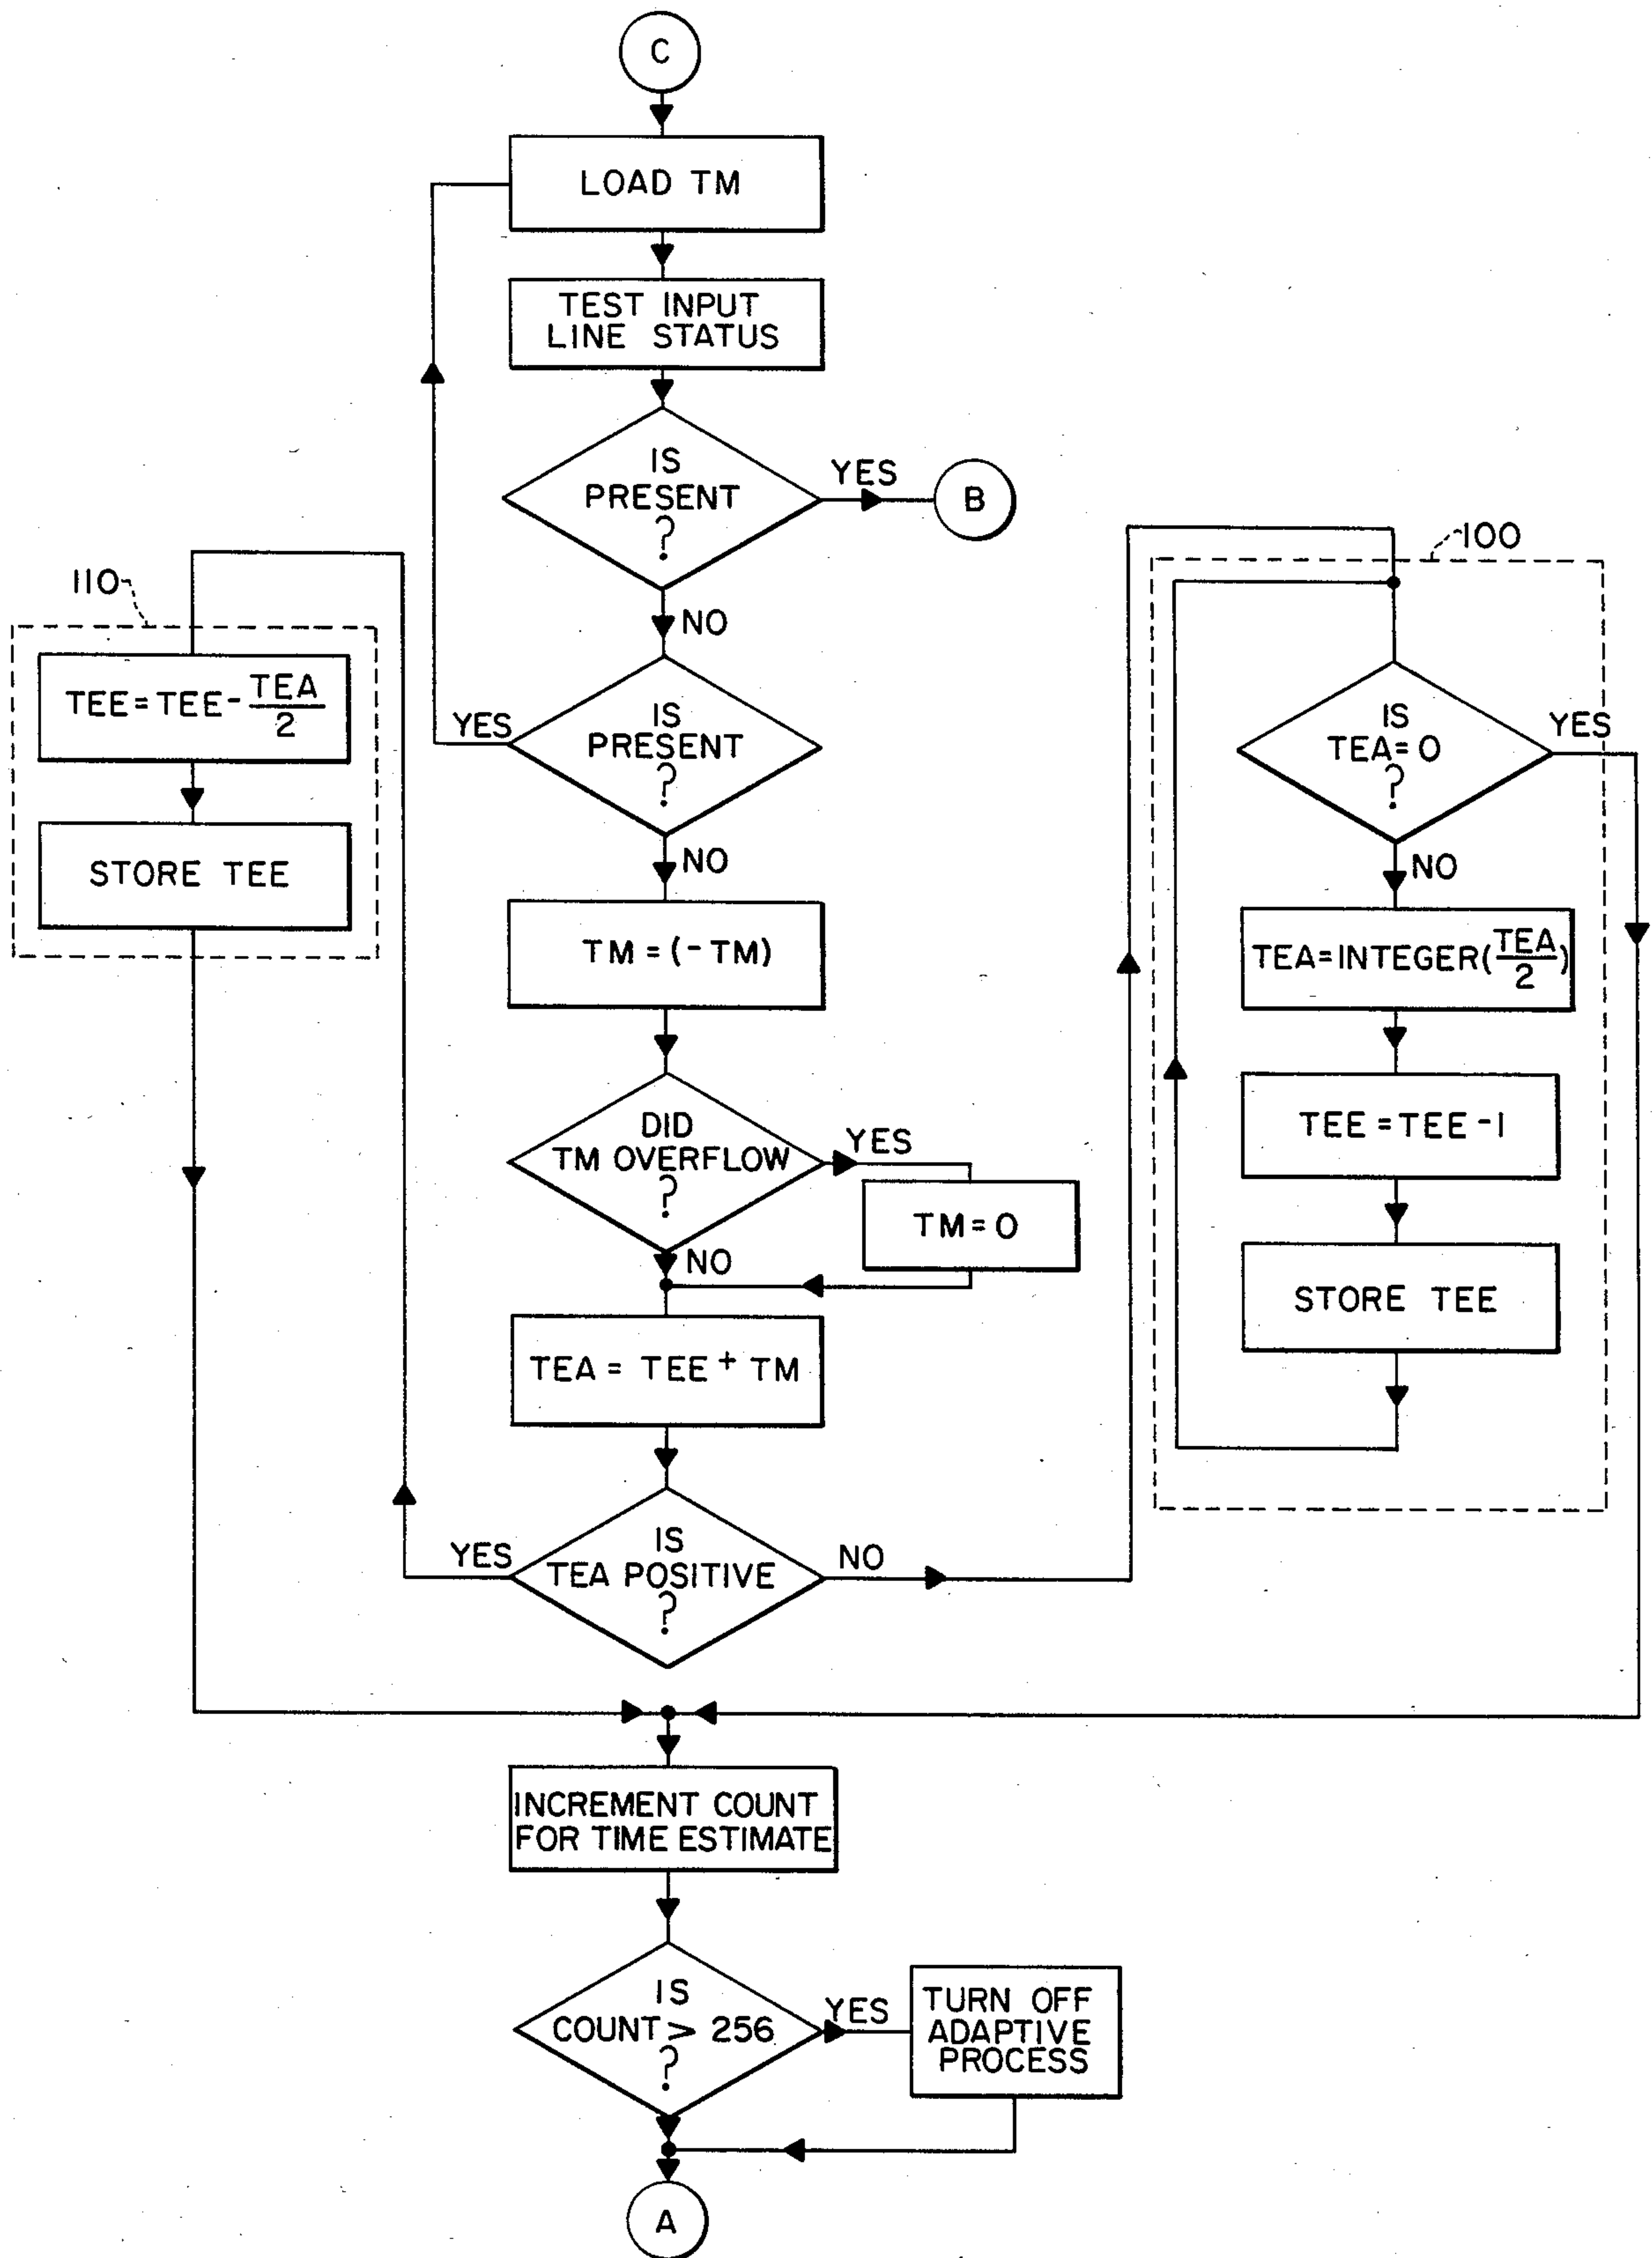 C
LOAD TM
TEST INPUT
LINE STATUS
IS
PRESENT
?
YES
B
NO
IS
PRESENT
?
YES
NO
TM = (- TM)
DID
TM OVERFLOW
?
YES
TM = 0
NO
TEA = TEE + TM
IS
TEA POSITIVE
?
YES
NO
110
TEE = TEE - TEA
2
STORE TEE
100
IS
TEA = 0
?
YES
NO
TEA = INTEGER(TEA
2)
TEE = TEE - 1
STORE TEE
INCREMENT COUNT
FOR TIME ESTIMATE
IS
COUNT > 256
?
YES
TURN OFF
ADAPTIVE
PROCESS
A